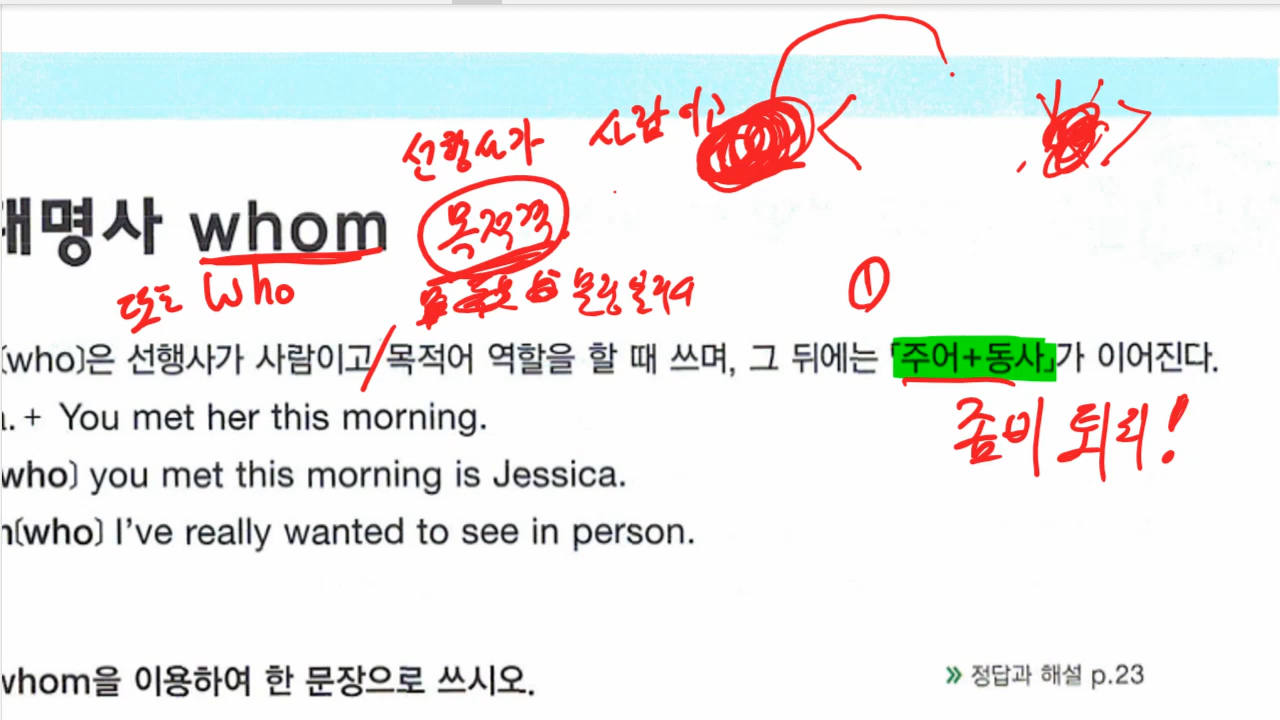 사람이고
선행사가
대명사 whom 목적격
또는 who
①
(who)은 선행사가 사람이고 목적어 역할을 할 때 쓰며, 그 뒤에는 「주어+동사」가 이어진다.
. + You met her this morning.
who) you met this morning is Jessica.
(who) I've really wanted to see in person.
좀비
whom을 이용하여 한 문장으로 쓰시오.
» 정답과 해설 p.23